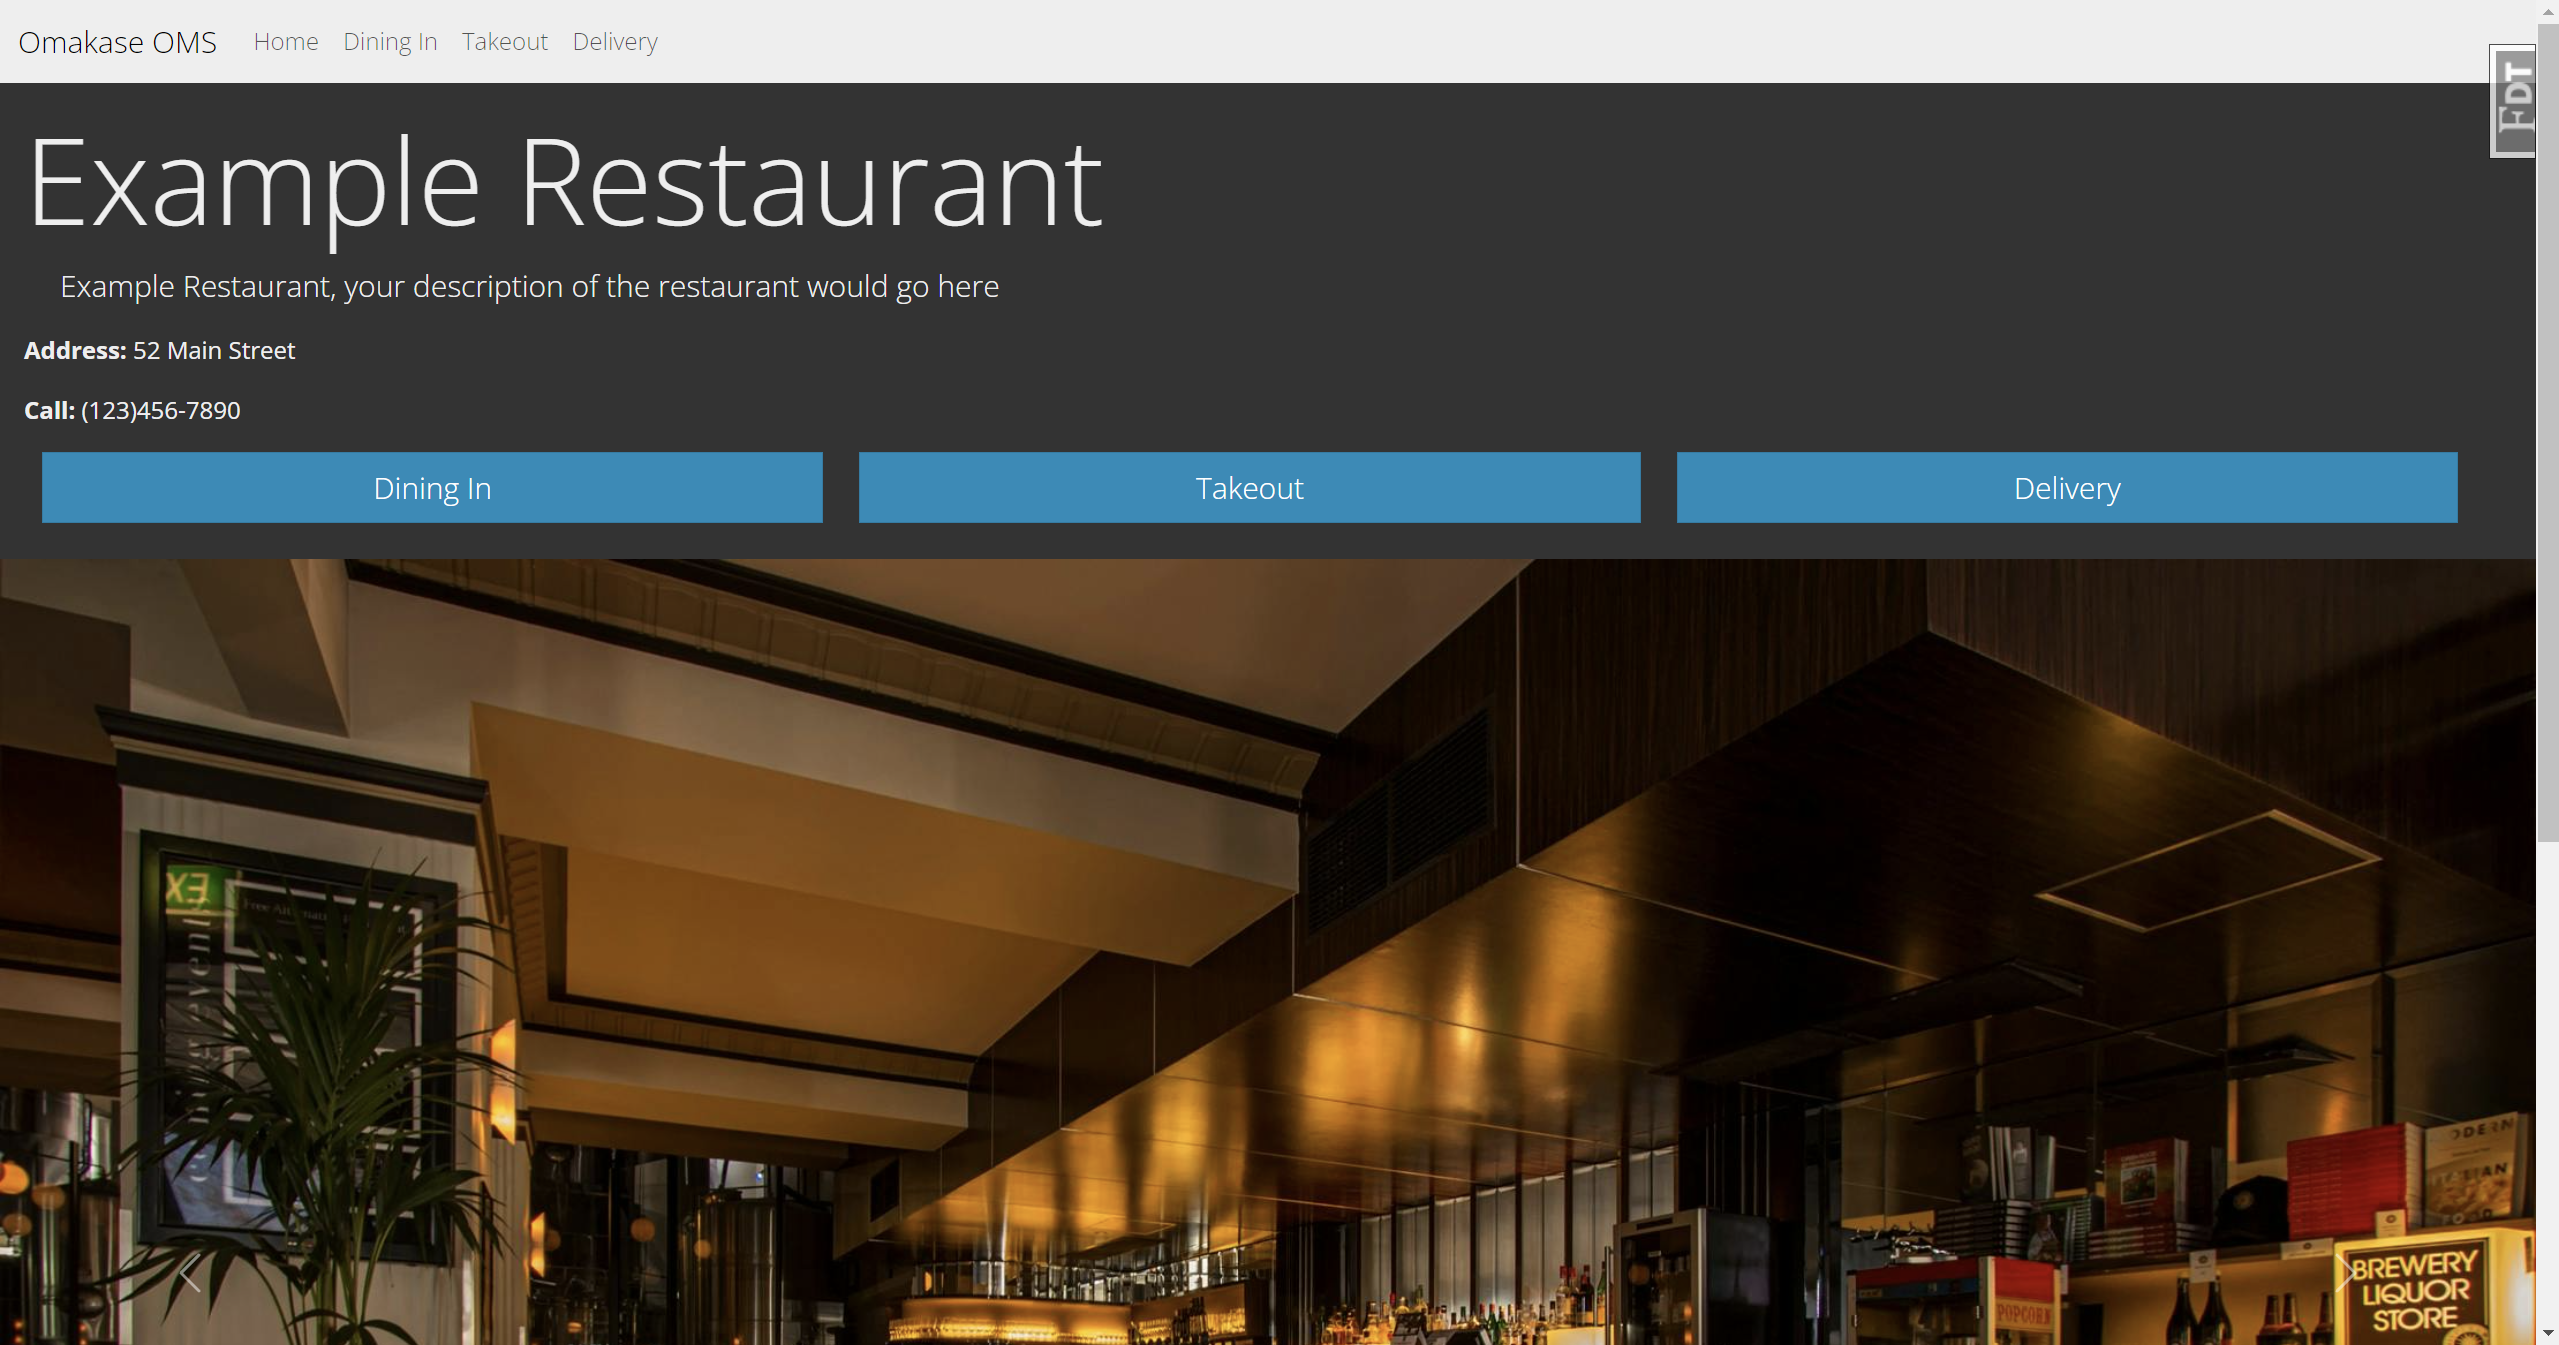 Omakase OMS Home Dining In Takeout Delivery
FDT
Example Restaurant
Example Restaurant, your description of the restaurant would go here
Address: 52 Main Street
Call: (123)456-7890
Dining In Takeout Delivery
EX
POPCORN
BREWERY
LIQUOR
STORE